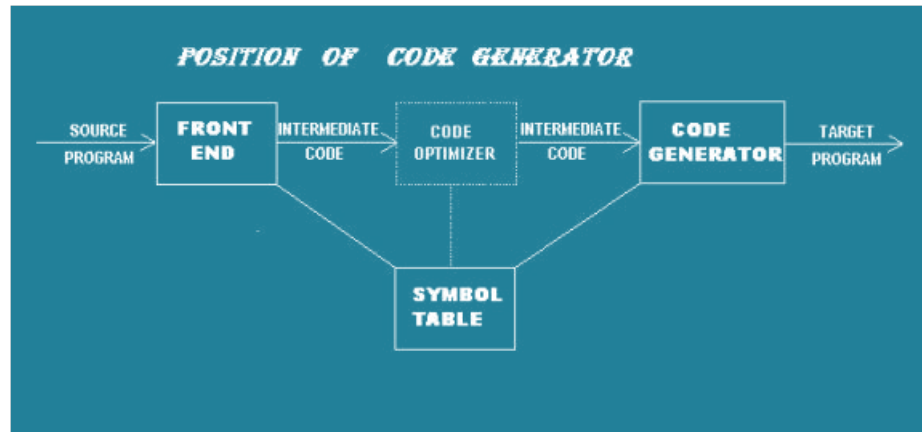 POSITION OF CODE GENERATOR
SOURCE
PROGRAM
FRONT
END
INTERMEDIATE
CODE
CODE
OPTIMIZER
INTERMEDIATE
CODE
CODE
GENERATOR
TARGET
PROGRAM
SYMBOL
TABLE